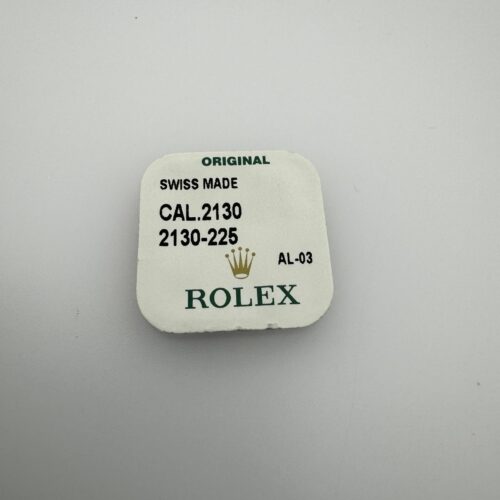 ORIGINAL
SWISS MADE
CAL.2130
2130-225
AL-03
ROLEX